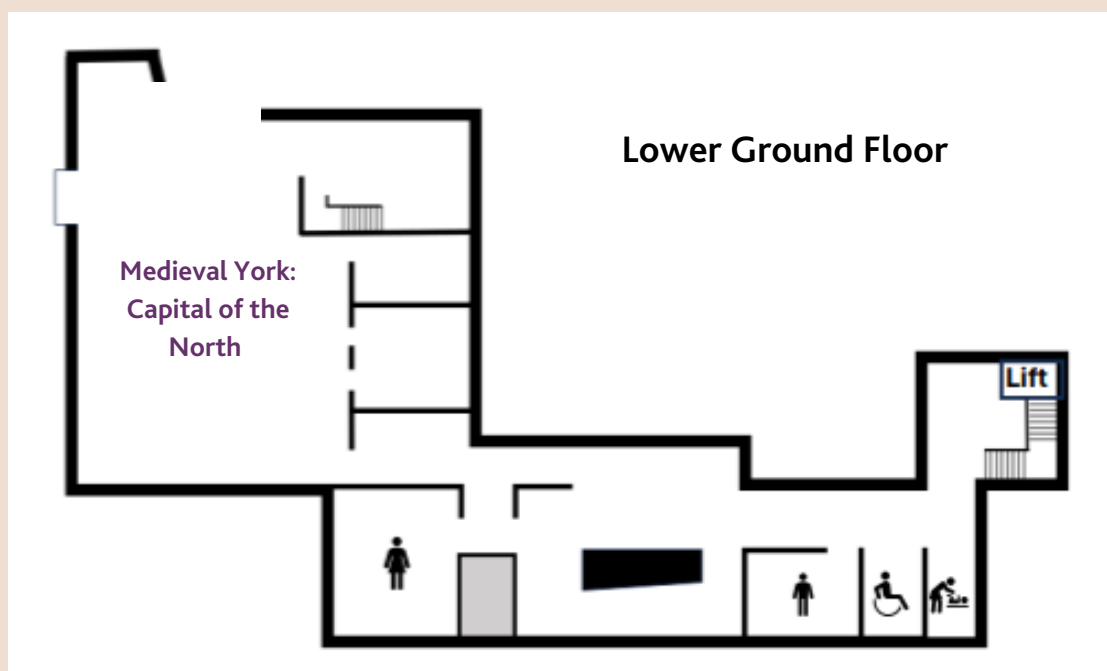 Lower Ground Floor
Medieval York:
Capital of the
North
Lift